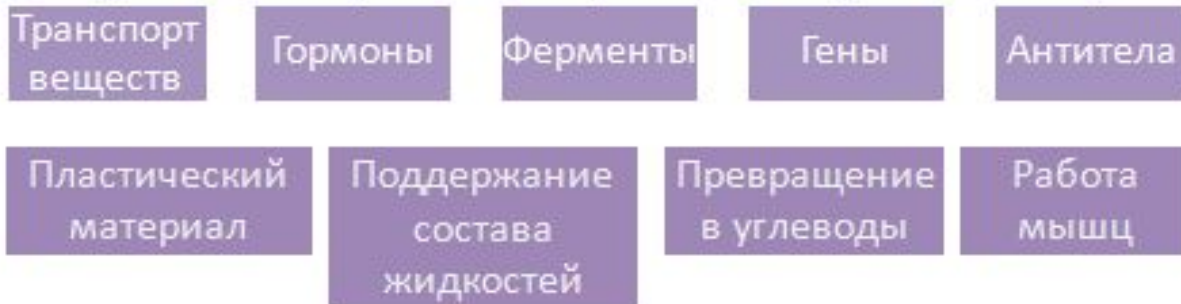 Транспорт
веществ
Гормоны
Ферменты
Гены
Антитела
Пластический
материал
Поддержание
состава
жидкостей
Превращение
в углеводы
Работа
мышц